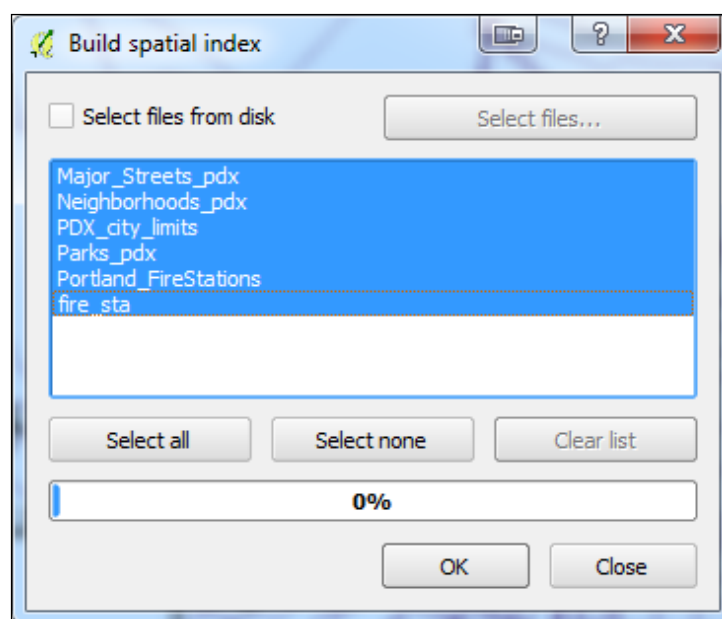 Build spatial index
Select files from disk
Select files...
Major_Streets_pdx
Neighborhoods_pdx
PDX_city_limits
Parks_pdx
Portland_FireStations
fire_sta
Select all
Select none
Clear list
0%
OK
Close